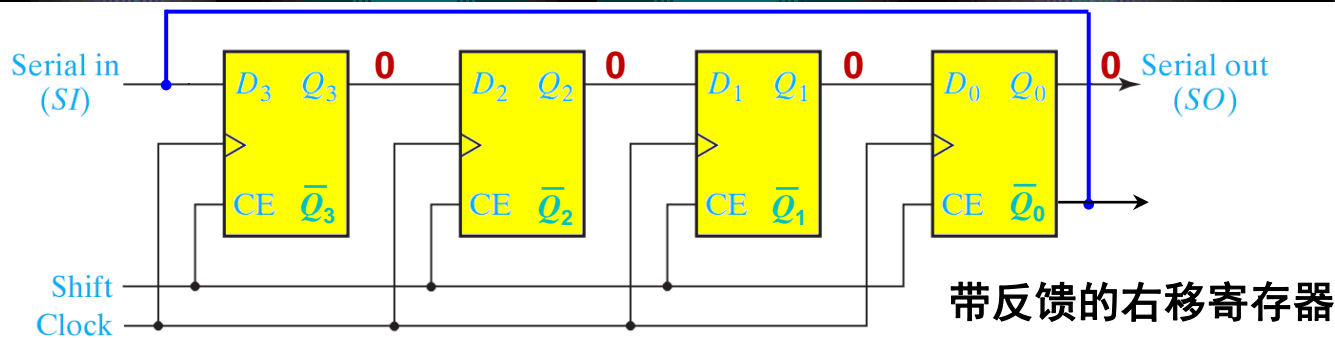 Serial in
(SI)
D₃ Q₃
0
D₂ Q₂
0
D₁ Q₁
0
D₀ Q₀
0
Serial out
(SO)
CE Q̅₃
CE Q̅₂
CE Q̅₁
CE Q̅₀
Shift
Clock
带反馈的右移寄存器